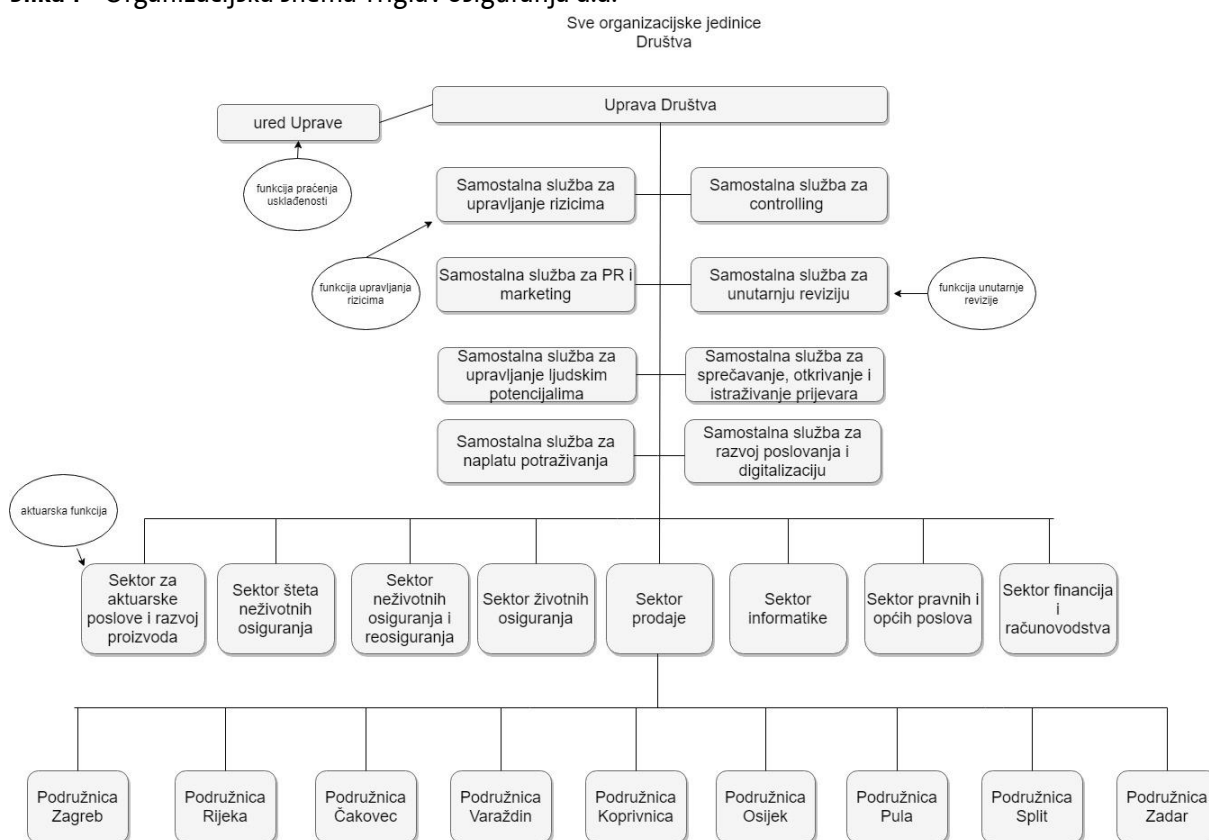 Organizacijska shema Triglav osiguranja d.d.
Sve organizacijske jedinice
Društva
Uprava Društva
ured Uprave
funkcija praćenja
usklađenosti
Samostalna služba za
upravljanje rizicima
Samostalna služba za
controlling
funkcija upravljanja
rizicima
Samostalna služba za PR i
marketing
Samostalna služba za
unutarnju reviziju
funkcija unutarnje
revizije
Samostalna služba za
upravljanje ljudskim
potencijalima
Samostalna služba za
sprečavanje, otkrivanje i
istraživanje prijevara
Samostalna služba za
naplatu potraživanja
Samostalna služba za
razvoj poslovanja i
digitalizaciju
aktuarska funkcija
Sektor za
aktuarske
poslove i razvoj
proizvoda
Sektor šteta
neživotnih
osiguranja
Sektor
neživotnih
osiguranja i
reosiguranja
Sektor životnih
osiguranja
Sektor
prodaje
Sektor
informatike
Sektor pravnih i
općih poslova
Sektor financija
i
računovodstva
Podružnica
Zagreb
Podružnica
Rijeka
Podružnica
Čakovec
Podružnica
Varaždin
Podružnica
Koprivnica
Podružnica
Osijek
Podružnica
Pula
Podružnica
Split
Podružnica
Zadar